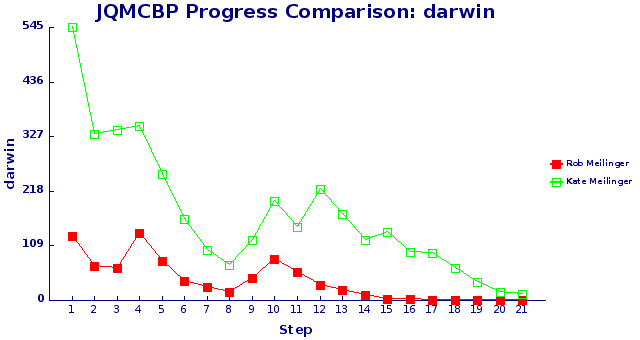 JQMCBP Progress Comparison: darwin
545
436
327
218
109
0
darwin
1 2 3 4 5 6 7 8 9 10 11 12 13 14 15 16 17 18 19 20 21
Step
Rob Meilinger
Kate Meilinger